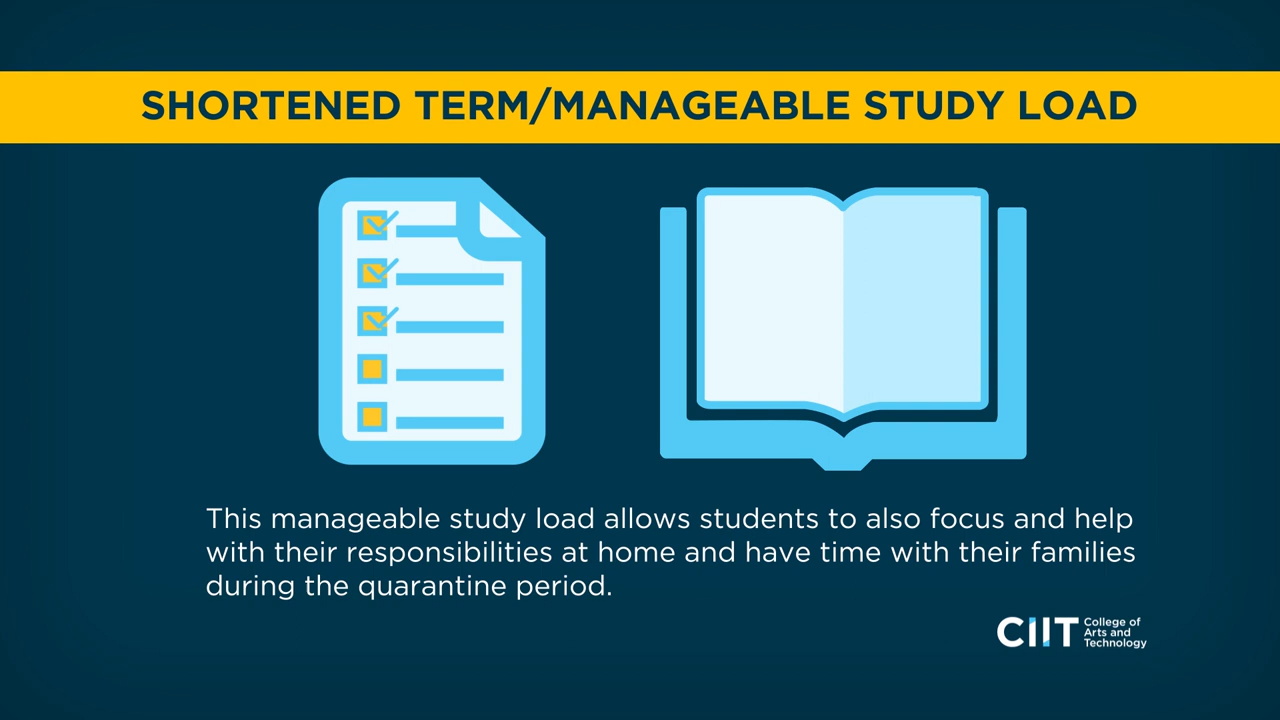 SHORTENED TERM/MANAGEABLE STUDY LOAD
This manageable study load allows students to also focus and help
with their responsibilities at home and have time with their families
during the quarantine period.
CIIT
College of
Arts and
Technology